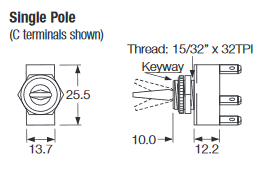 Single Pole
(C terminals shown)
Thread: 15/32" x 32TPI
Keyway
25.5
13.7
10.0
12.2